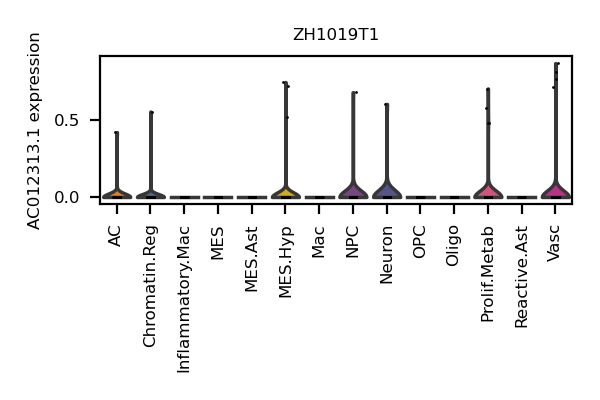 ZH1019T1
AC012313.1 expression
0.5
0.0
AC
Chromatin.Reg
Inflammatory.Mac
MES
MES.Ast
MES.Hyp
Mac
NPC
Neuron
OPC
Oligo
Prolif.Metab
Reactive.Ast
Vasc